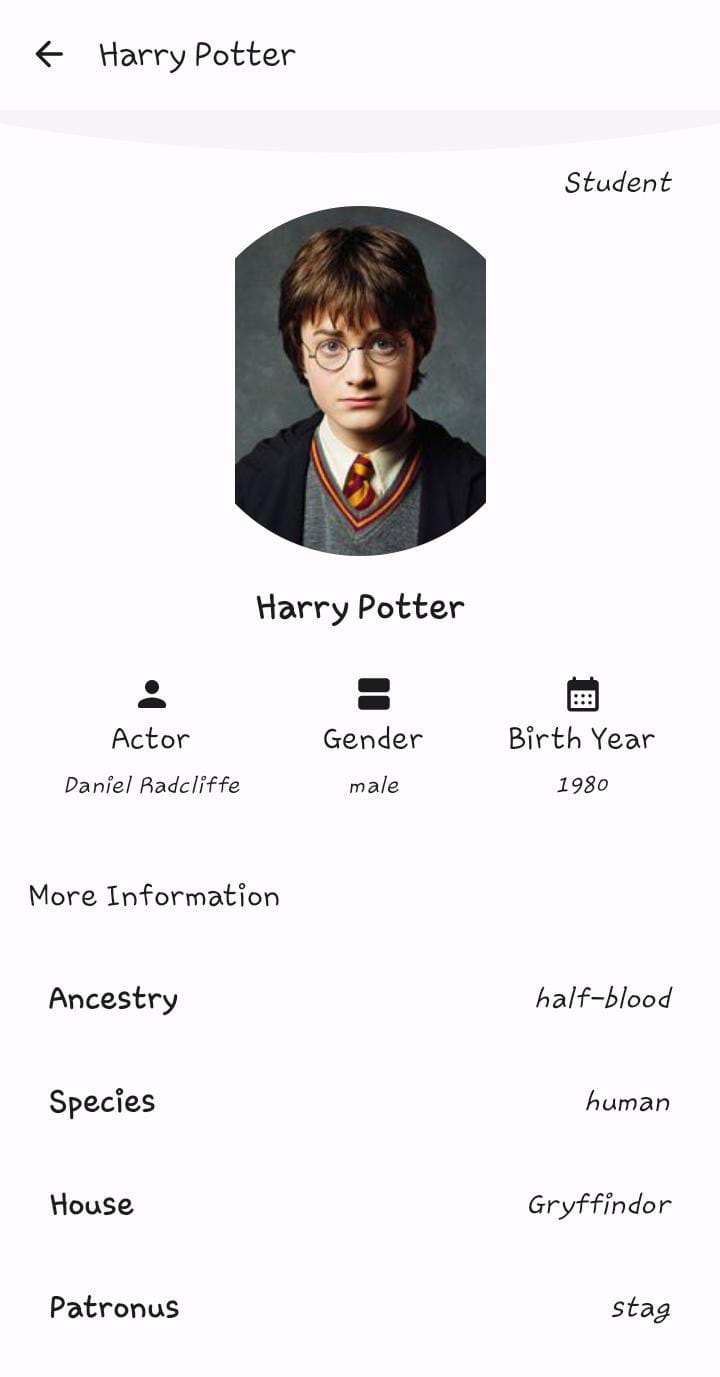 Harry Potter
Student
Harry Potter
Actor Gender Birth Year
Daniel Radcliffe male 1980
More Information
Ancestry half-blood
Species human
House Gryffindor
Patronus stag